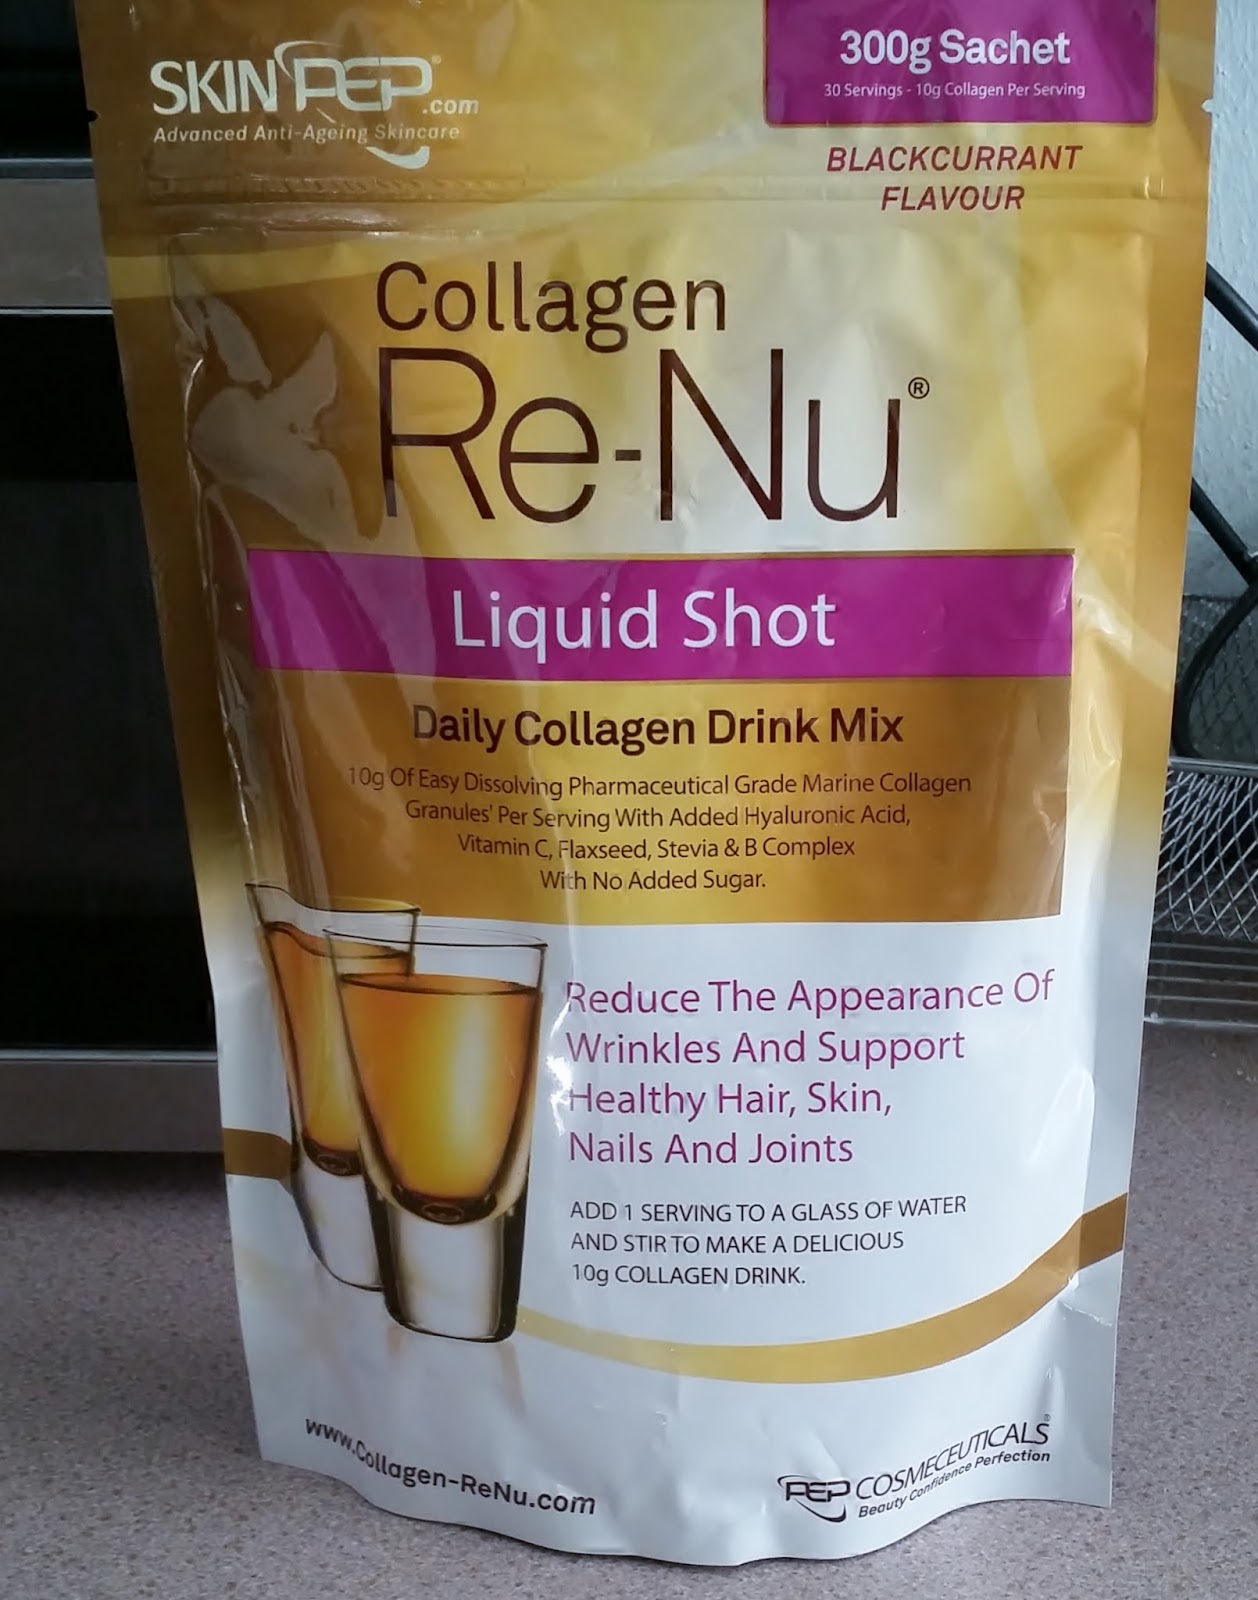 SKINPEP®.com
Advanced Anti-Ageing Skincare
300g Sachet
30 Servings - 10g Collagen Per Serving
BLACKCURRANT
FLAVOUR
Collagen
Re-Nu®
Liquid Shot
Daily Collagen Drink Mix
10g Of Easy Dissolving Pharmaceutical Grade Marine Collagen
Granules' Per Serving With Added Hyaluronic Acid,
Vitamin C, Flaxseed, Stevia & B Complex
With No Added Sugar.
Reduce The Appearance Of
Wrinkles And Support
Healthy Hair, Skin,
Nails And Joints
ADD 1 SERVING TO A GLASS OF WATER
AND STIR TO MAKE A DELICIOUS
10g COLLAGEN DRINK.
www.Collagen-ReNu.com
PEP COSMECEUTICALS®
Beauty Confidence Perfection